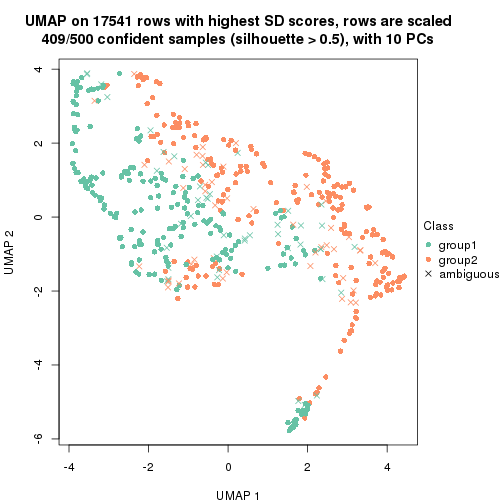 UMAP on 17541 rows with highest SD scores, rows are scaled
409/500 confident samples (silhouette > 0.5), with 10 PCs
4
2
0
-2
-4
-6
UMAP 2
-4
-2
0
2
4
UMAP 1
Class
group1
group2
ambiguous